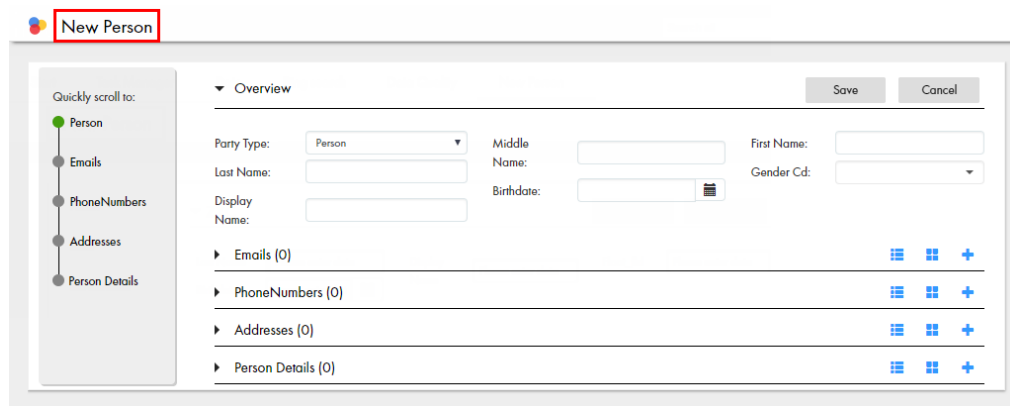 New Person
Quickly scroll to:
Person
Emails
PhoneNumbers
Addresses
Person Details
Overview
Save
Cancel
Party Type:
Person
Middle
Name:
First Name:
Last Name:
Gender Cd:
Birthdate:
Display
Name:
Emails (0)
PhoneNumbers (0)
Addresses (0)
Person Details (0)